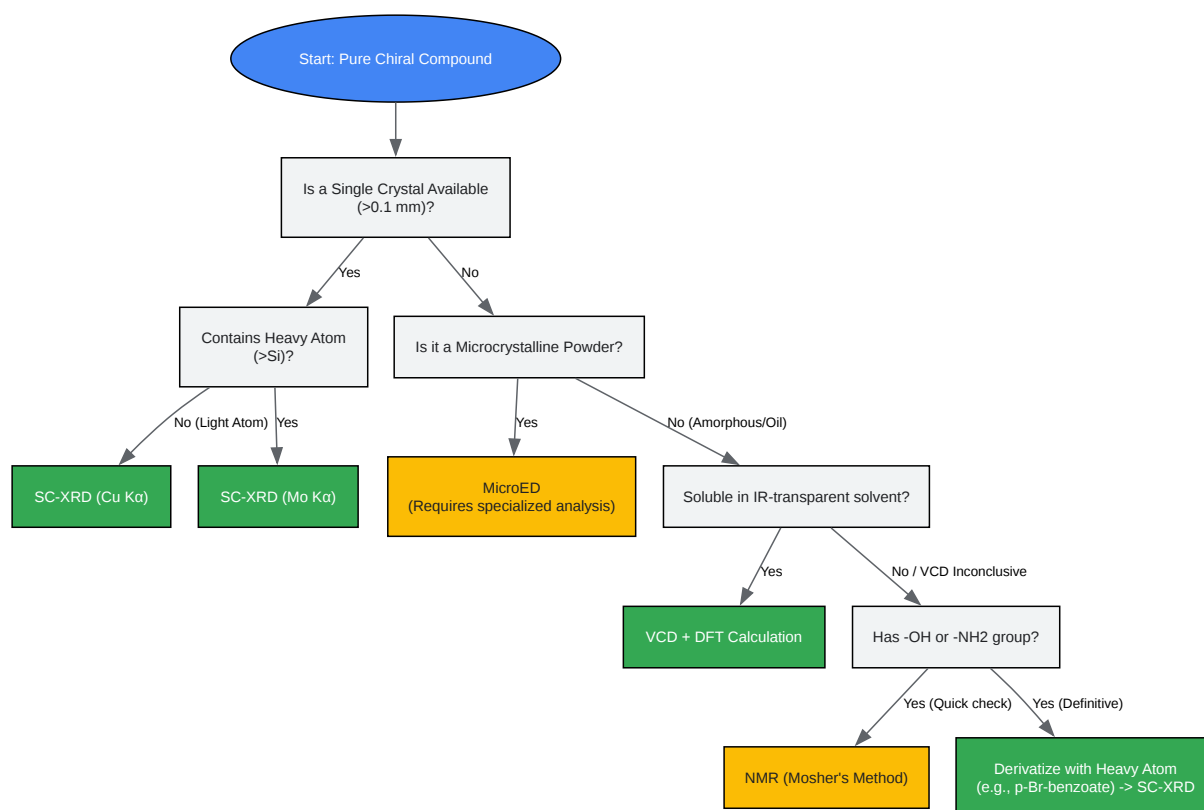 Start: Pure Chiral Compound
Is a Single Crystal Available
(>0.1 mm)?
Yes
No
Contains Heavy Atom
(>Si)?
Is it a Microcrystalline Powder?
No (Light Atom)
Yes
Yes
No (Amorphous/Oil)
SC-XRD (Cu Kα)
SC-XRD (Mo Kα)
MicroED
(Requires specialized analysis)
Soluble in IR-transparent solvent?
Yes
No / VCD Inconclusive
VCD + DFT Calculation
Has -OH or -NH2 group?
Yes (Quick check)
Yes (Definitive)
NMR (Mosher's Method)
Derivatize with Heavy Atom
(e.g., p-Br-benzoate) -> SC-XRD